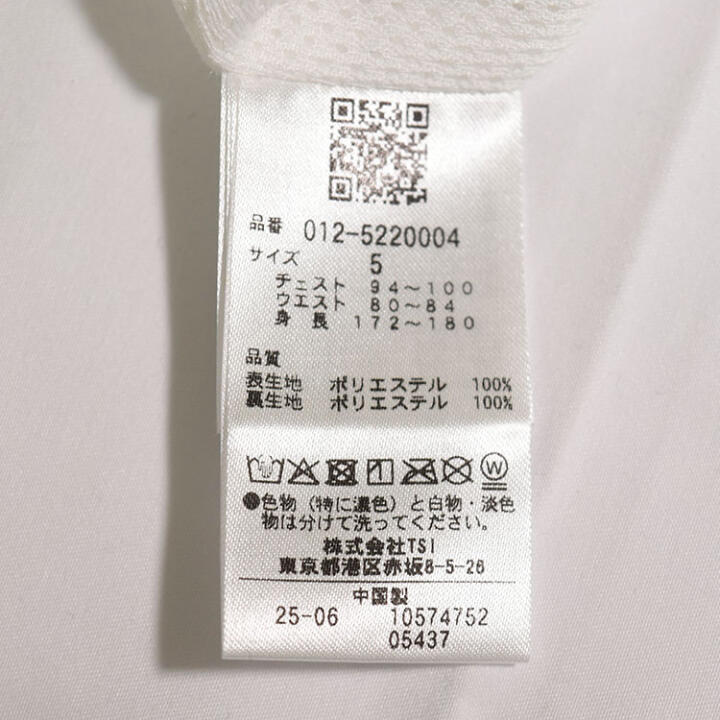 品番 012-5220004
サイズ 5
チェスト 94～100
ウエスト 80～84
身長 172～180
品質
表生地 ポリエステル 100%
裏生地 ポリエステル 100%
W
●色物（特に濃色）と白物・淡色
物は分けて洗ってください。
株式会社TSI
東京都港区赤坂8-5-26
中国製
25-06 10574752
05437